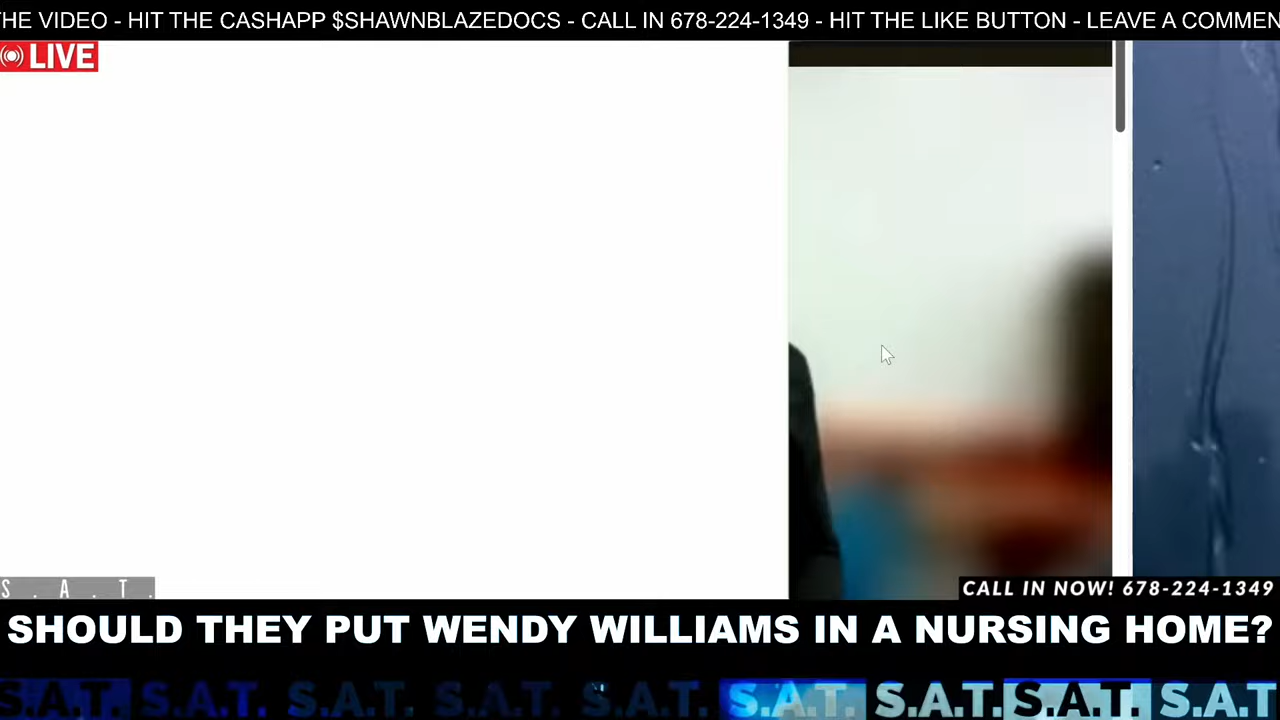 THE VIDEO - HIT THE CASHAPP $SHAWNBLAZEDOCS - CALL IN 678-224-1349 - HIT THE LIKE BUTTON - LEAVE A COMMEN
LIVE
S.A.T.
CALL IN NOW! 678-224-1349
SHOULD THEY PUT WENDY WILLIAMS IN A NURSING HOME?
S.A.T. S.A.T. S.A.T. S.A.T. S.A.T. S.A.T. S.A.T. S.A.T. S.A.T